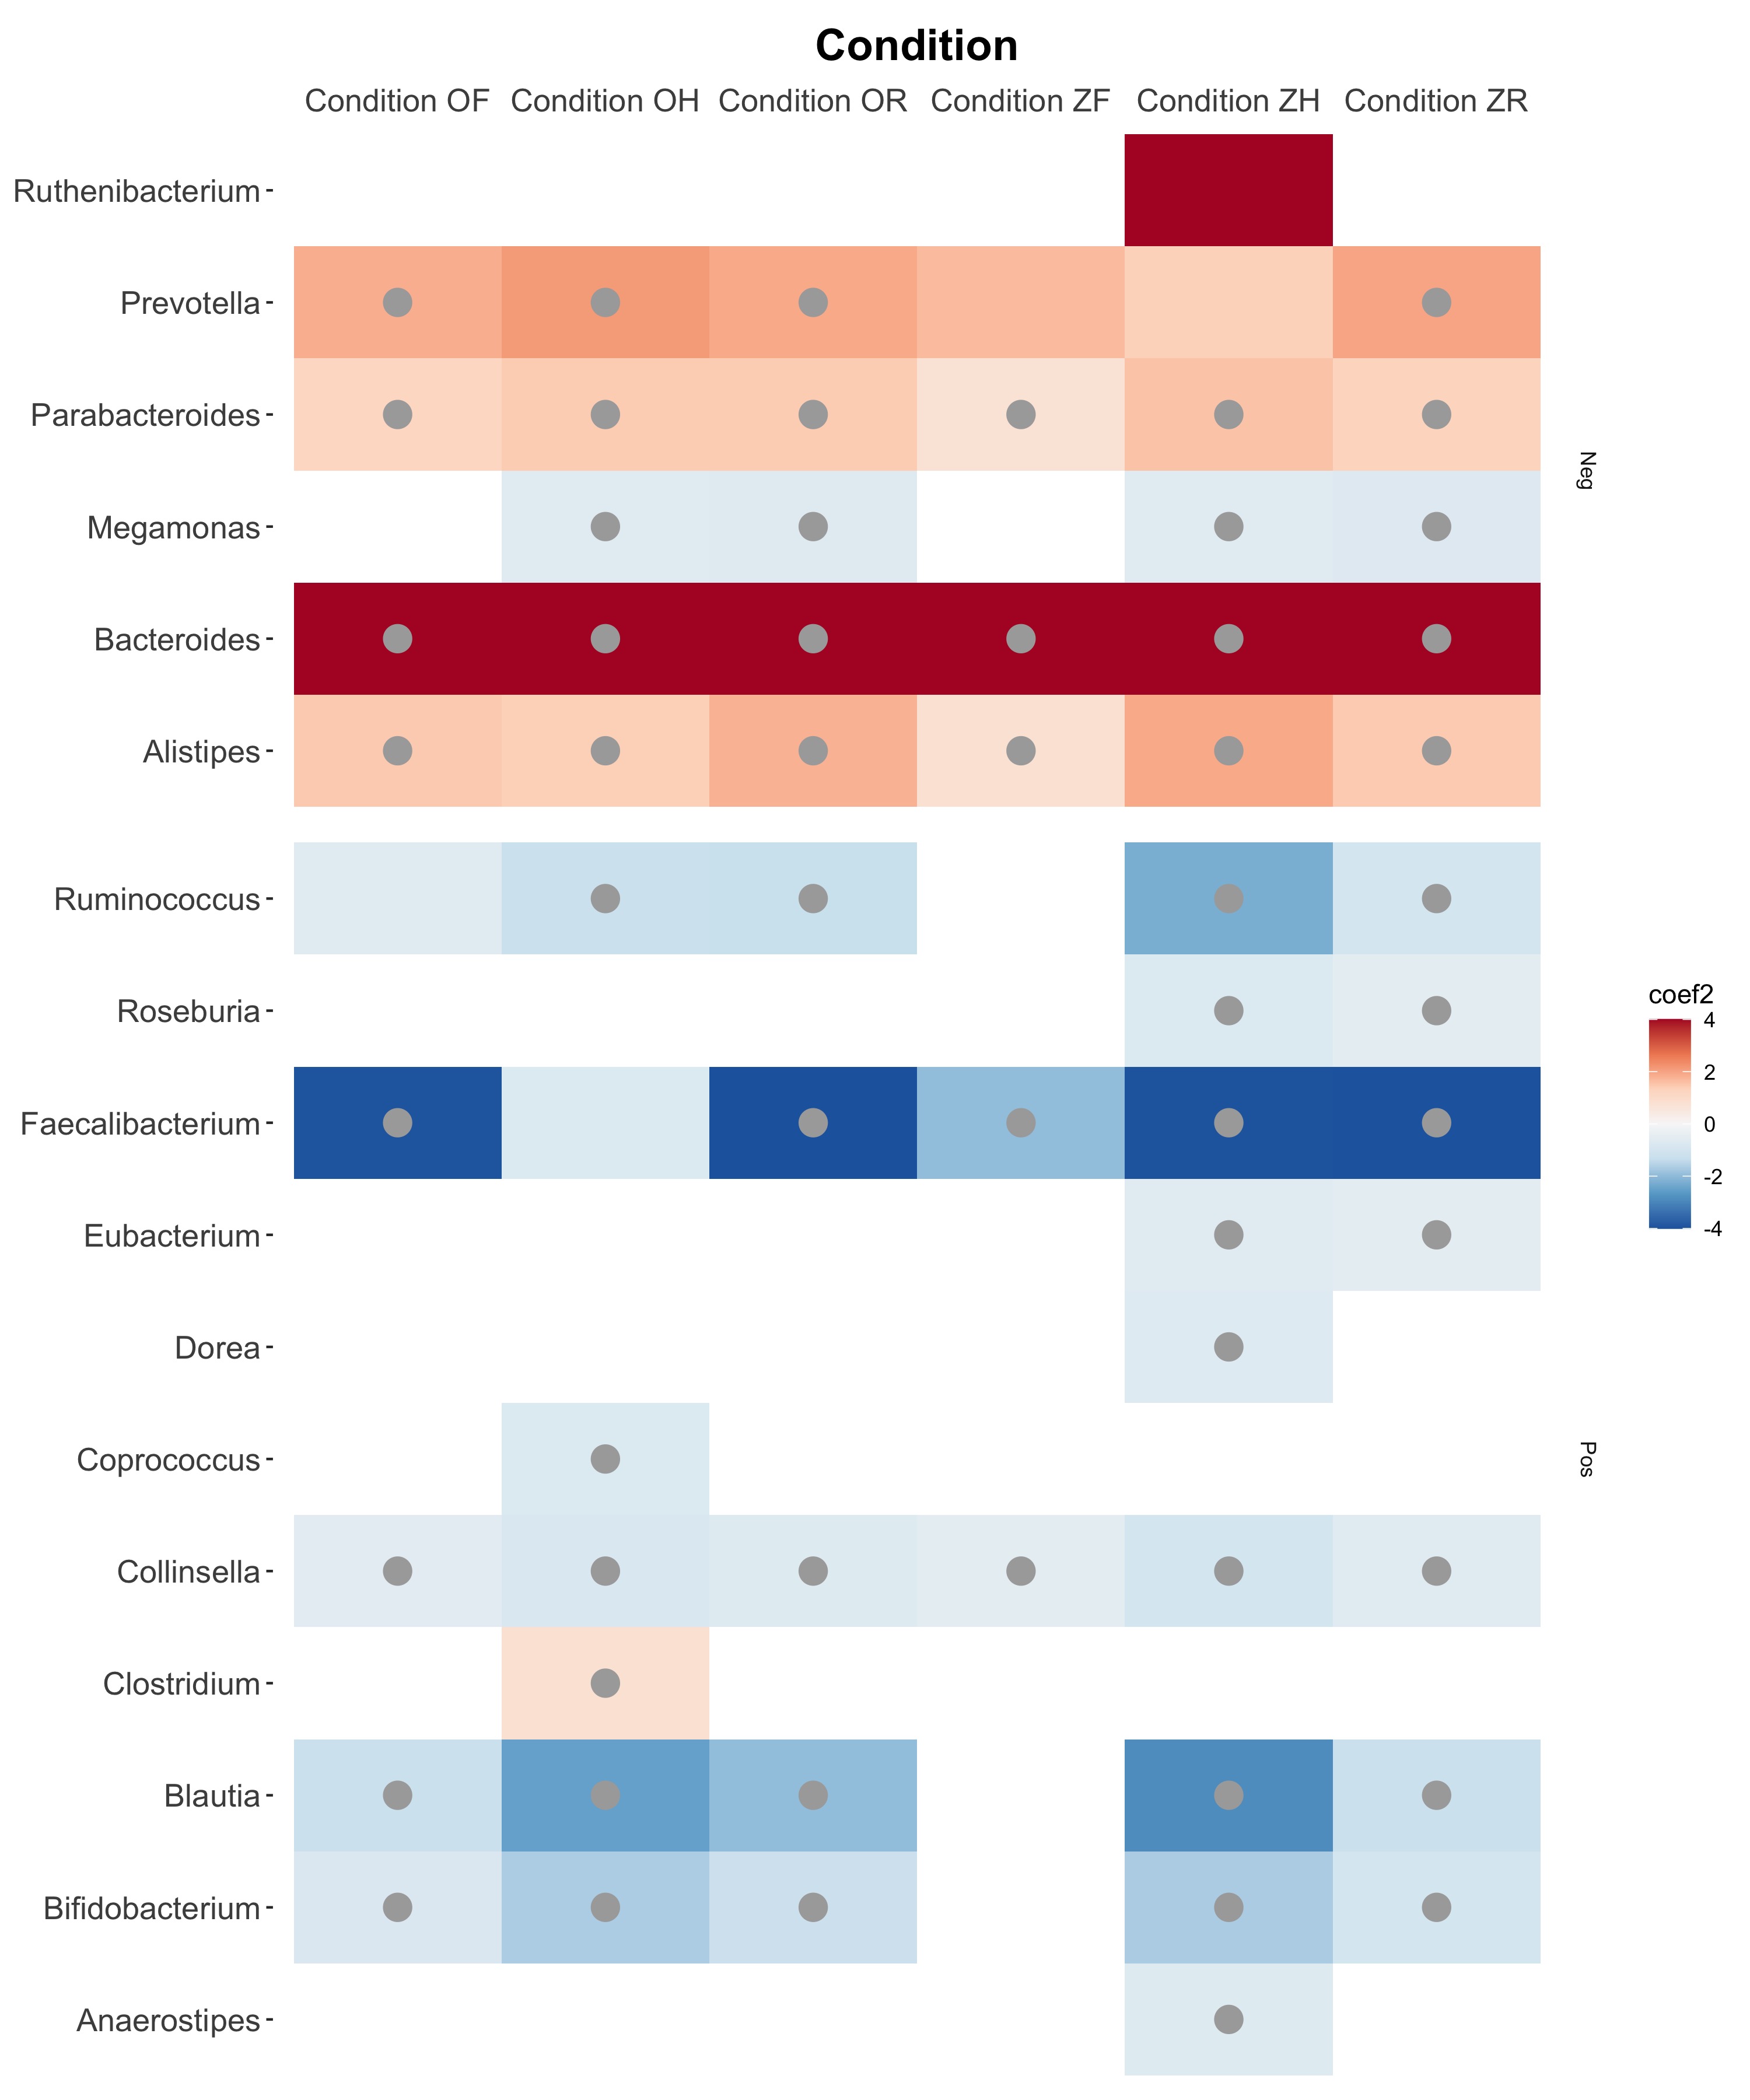 Condition
Condition OF Condition OH Condition OR Condition ZF Condition ZH Condition ZR
Ruthenibacterium
Prevotella
Parabacteroides
Megamonas
Bacteroides
Alistipes
Neg
Ruminococcus
Roseburia
Faecalibacterium
Eubacterium
Dorea
Coprococcus
Collinsella
Clostridium
Blautia
Bifidobacterium
Anaerostipes
Pos
coef2
4
2
0
-2
-4